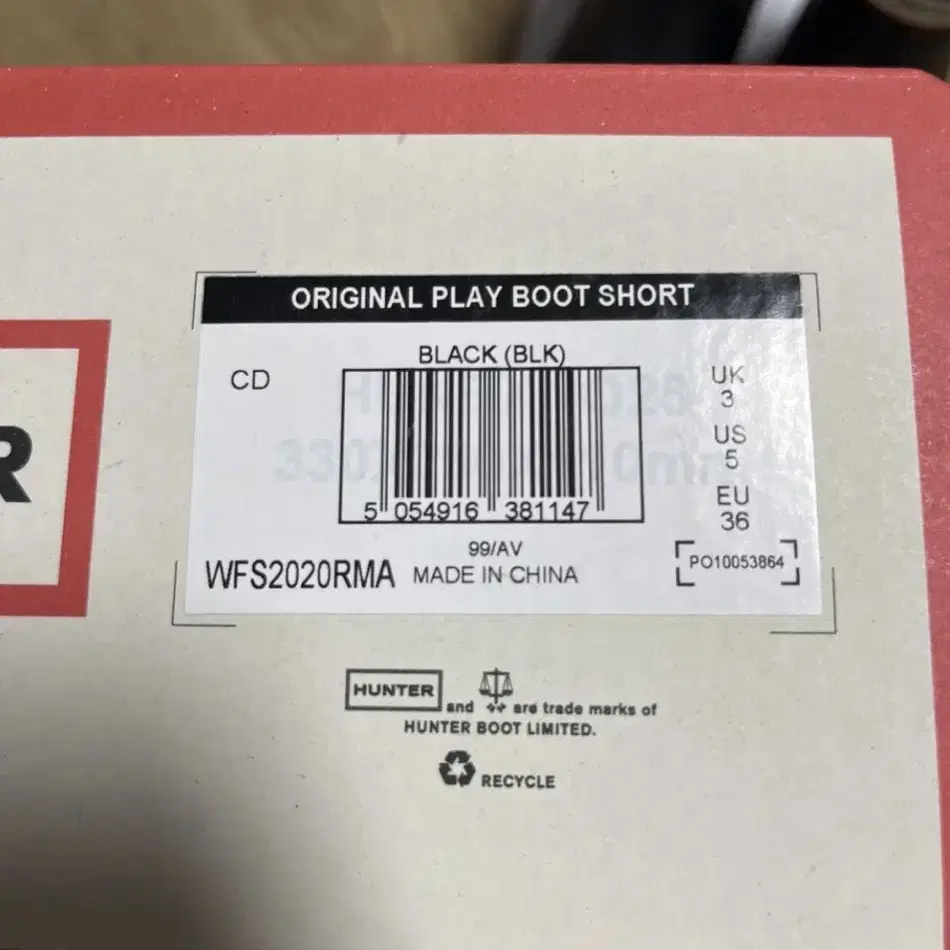 ORIGINAL PLAY BOOT SHORT
BLACK (BLK)
CD
UK
3
US
5
EU
36
5 054916 381147
99/AV
WFS2020RMA MADE IN CHINA
PO10053864
R
HUNTER and are trade marks of
HUNTER BOOT LIMITED.
RECYCLE